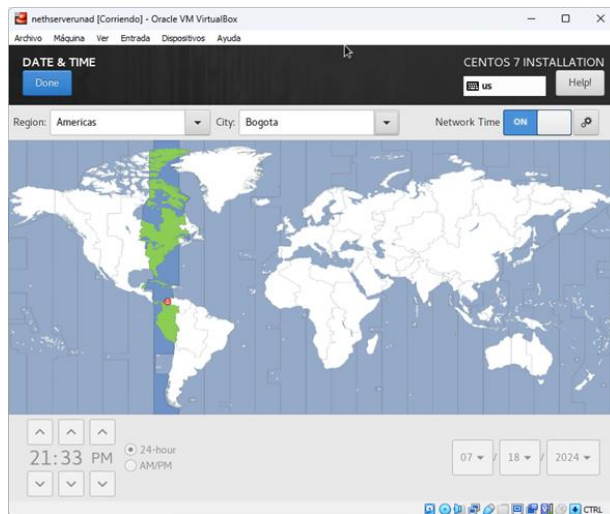 nethserverunad [Corriendo] - Oracle VM VirtualBox
Archivo Máquina Ver Entrada Dispositivos Ayuda
DATE & TIME
CENTOS 7 INSTALLATION
Done
us
Help!
Region: Americas City: Bogota Network Time ON
24-hour
21:33 PM
AM/PM
07 / 18 / 2024
CTRL